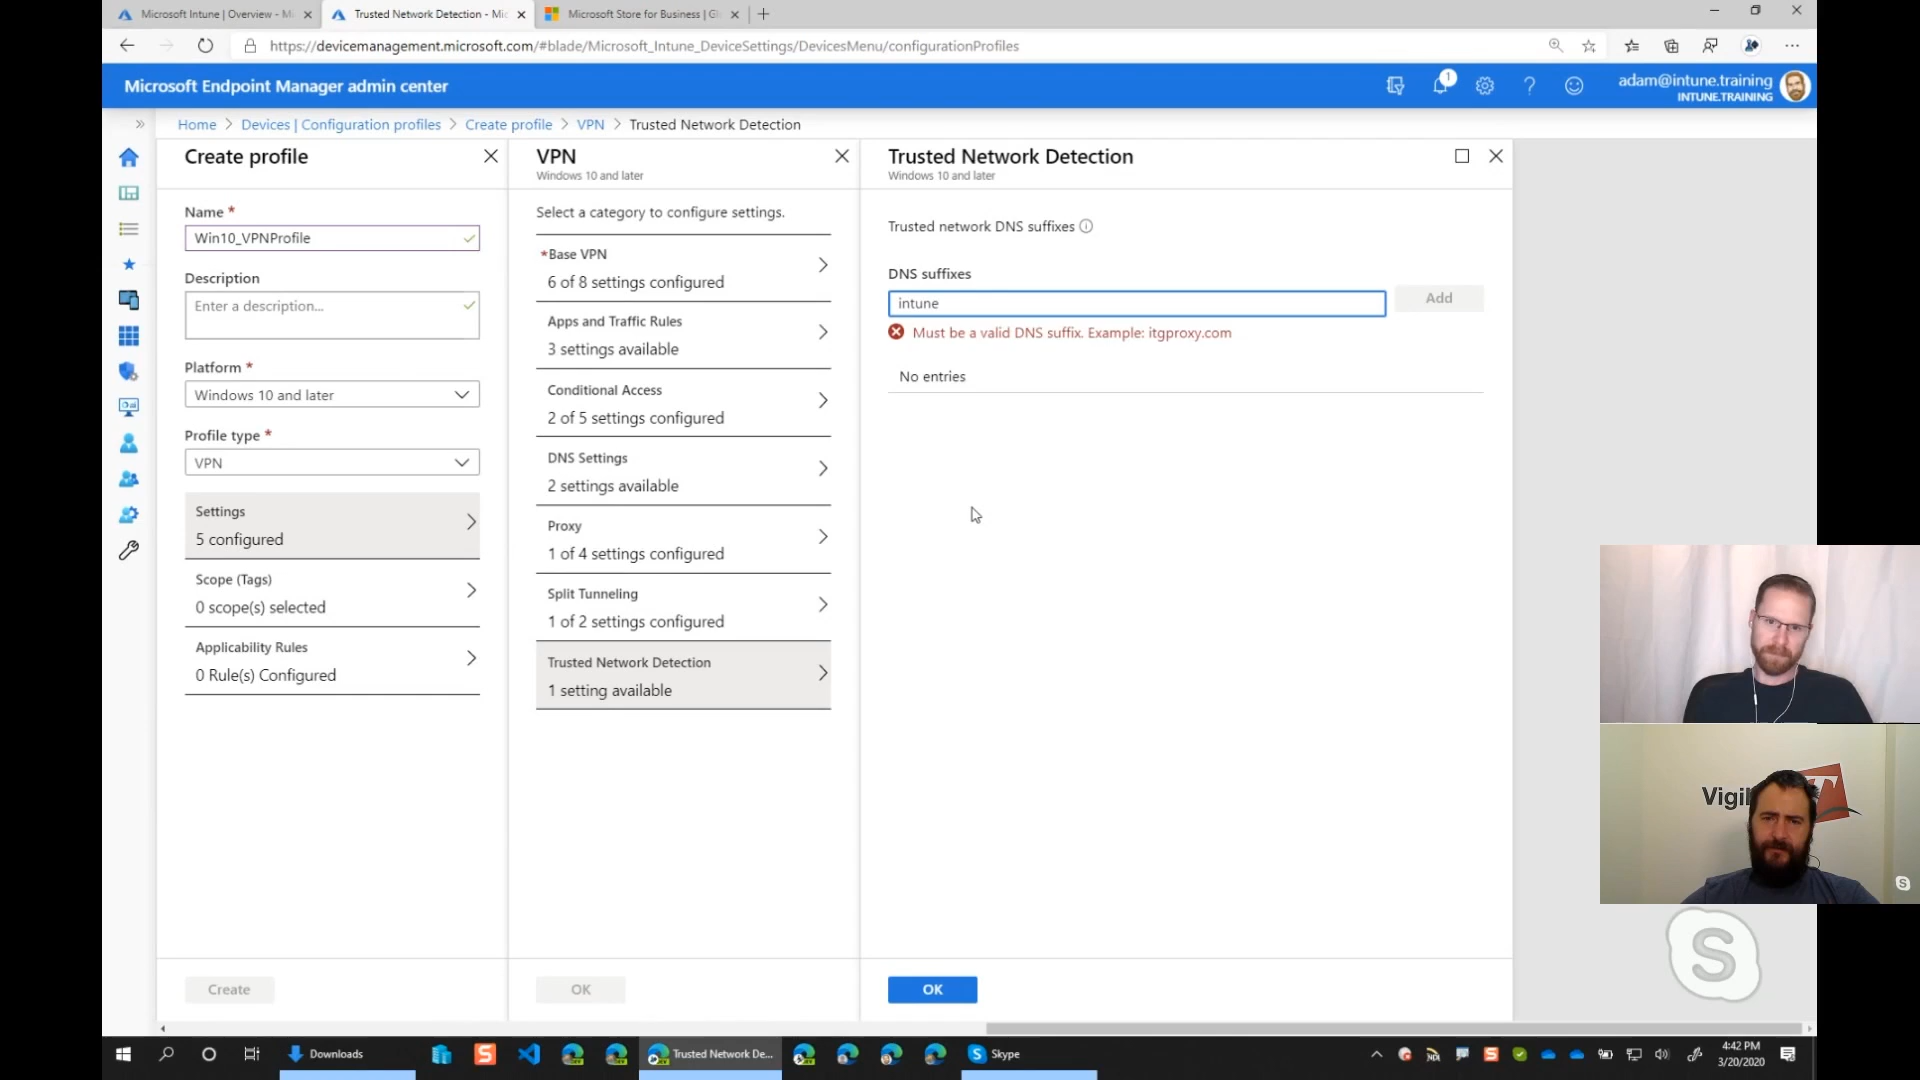 Microsoft Intune | Overview - M
Trusted Network Detection - Mi
Microsoft Store for Business | G
https://devicemanagement.microsoft.com/#blade/Microsoft_Intune_DeviceSettings/DevicesMenu/configurationProfiles
Microsoft Endpoint Manager admin center
1
adam@intune.training
INTUNE.TRAINING
Home > Devices | Configuration profiles > Create profile > VPN > Trusted Network Detection
Create profile
Name *
Win10_VPNProfile
Description
Enter a description...
Platform *
Windows 10 and later
Profile type *
VPN
Settings
5 configured
Scope (Tags)
0 scope(s) selected
Applicability Rules
0 Rule(s) Configured
Create
VPN
Windows 10 and later
Select a category to configure settings.
*Base VPN
6 of 8 settings configured
Apps and Traffic Rules
3 settings available
Conditional Access
2 of 5 settings configured
DNS Settings
2 settings available
Proxy
1 of 4 settings configured
Split Tunneling
1 of 2 settings configured
Trusted Network Detection
1 setting available
OK
Trusted Network Detection
Windows 10 and later
Trusted network DNS suffixes
DNS suffixes
intune
Add
Must be a valid DNS suffix. Example: itgproxy.com
No entries
OK
Vigil
T
S
Downloads
Trusted Network De...
Skype
4:42 PM
3/20/2020